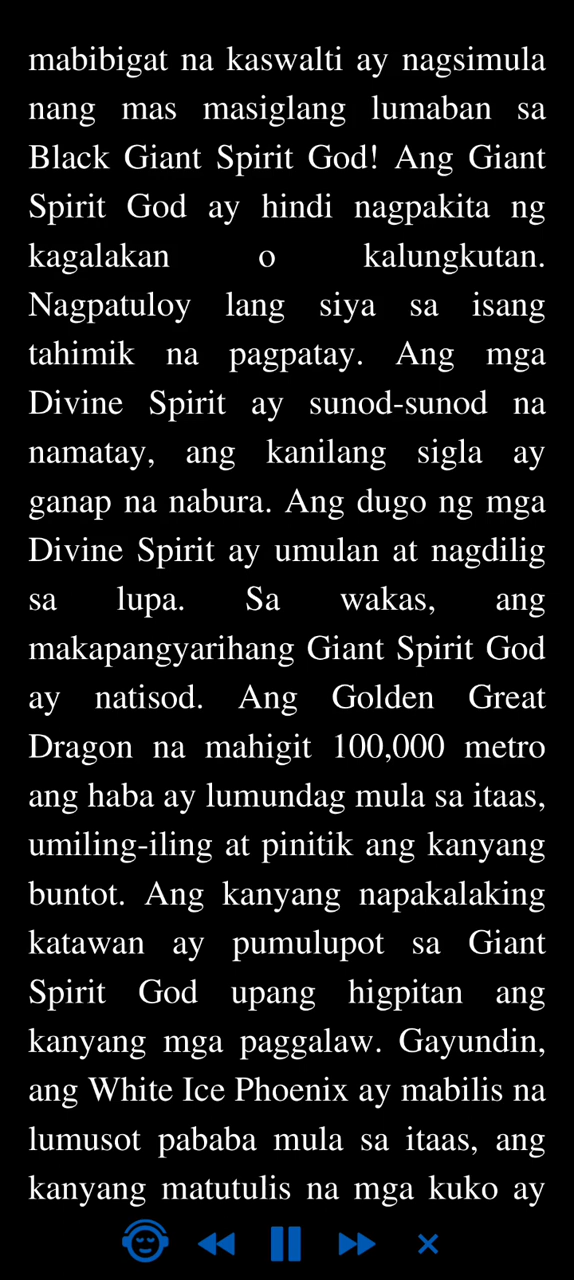 mabibigat na kaswalti ay nagsimula
nang mas masiglang lumaban sa
Black Giant Spirit God! Ang Giant
Spirit God ay hindi nagpakita ng
kagalakan o kalungkutan.
Nagpatuloy lang siya sa isang
tahimik na pagpatay. Ang mga
Divine Spirit ay sunod-sunod na
namatay, ang kanilang sigla ay
ganap na nabura. Ang dugo ng mga
Divine Spirit ay umulan at nagdilig
sa lupa. Sa wakas, ang
makapangyarihang Giant Spirit God
ay natisod. Ang Golden Great
Dragon na mahigit 100,000 metro
ang haba ay lumundag mula sa itaas,
umiling-iling at pinitik ang kanyang
buntot. Ang kanyang napakalaking
katawan ay pumulupot sa Giant
Spirit God upang higpitan ang
kanyang mga paggalaw. Gayundin,
ang White Ice Phoenix ay mabilis na
lumusot pababa mula sa itaas, ang
kanyang matutulis na mga kuko ay